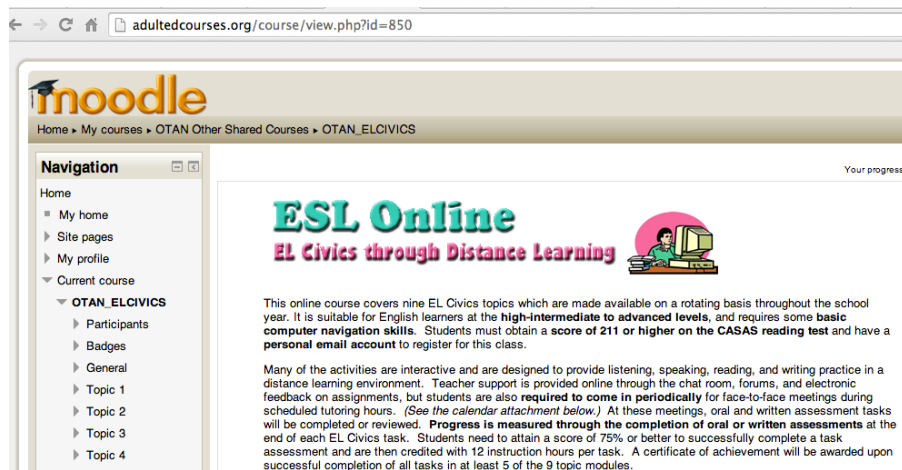 adultedcourses.org/course/view.php?id=850
moodle
Home ▸ My courses ▸ OTAN Other Shared Courses ▸ OTAN_ELCIVICS
Navigation
Your progress
Home
My home
Site pages
My profile
Current course
OTAN_ELCIVICS
Participants
Badges
General
Topic 1
Topic 2
Topic 3
Topic 4
ESL Online
EL Civics through Distance Learning
This online course covers nine EL Civics topics which are made available on a rotating basis throughout the school
year. It is suitable for English learners at the high-intermediate to advanced levels, and requires some basic
computer navigation skills. Students must obtain a score of 211 or higher on the CASAS reading test and have a
personal email account to register for this class.
Many of the activities are interactive and are designed to provide listening, speaking, reading, and writing practice in a
distance learning environment. Teacher support is provided online through the chat room, forums, and electronic
feedback on assignments, but students are also required to come in periodically for face-to-face meetings during
scheduled tutoring hours. (See the calendar attachment below.) At these meetings, oral and written assessment tasks
will be completed or reviewed. Progress is measured through the completion of oral or written assessments at the
end of each EL Civics task. Students need to attain a score of 75% or better to successfully complete a task
assessment and are then credited with 12 instruction hours per task. A certificate of achievement will be awarded upon
successful completion of all tasks in at least 5 of the 9 topic modules.